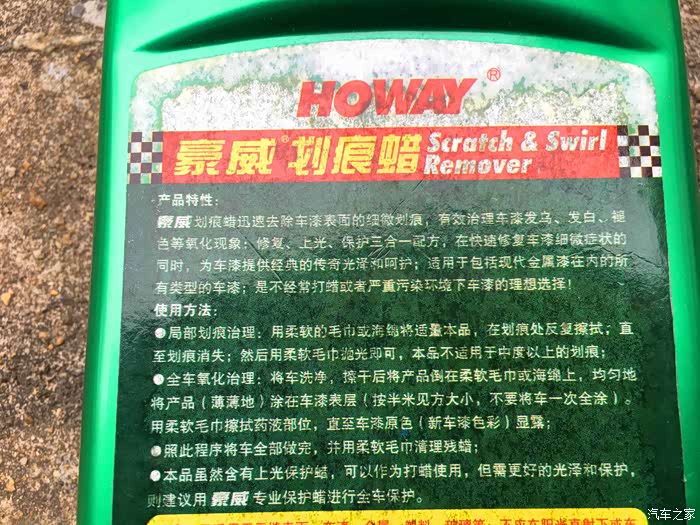 HOWAY®
豪威®划痕蜡 Scratch & Swirl
Remover
产品特性：
豪威划痕蜡迅速去除车漆表面的细微划痕，有效治理车漆发乌、发白、褪
色等氧化现象；修复、上光、保护三合一配方，在快速修复车漆细微症状的
同时，为车漆提供经典的传奇光泽和呵护；适用于包括现代金属漆在内的所
有类型的车漆；是不经常打蜡或者严重污染环境下车漆的理想选择！
使用方法：
●局部划痕治理：用柔软的毛巾或海绵将适量本品，在划痕处反复擦拭，直
至划痕消失；然后用柔软毛巾抛光即可，本品不适用于中度以上的划痕；
●全车氧化治理：将车洗净，擦干后将产品倒在柔软毛巾或海绵上，均匀地
将产品（薄薄地）涂在车漆表层（按半米见方大小，不要将车一次全涂）。
用柔软毛巾擦拭药液部位，直至车漆原色（新车漆色彩）显露；
●照此程序将车全部做完，并用柔软毛巾清理残蜡；
●本品虽然含有上光保护蜡，可以作为打蜡使用，但需更好的光泽和保护，
则建议用 豪威 专业保护蜡进行全车保护。
汽车之家